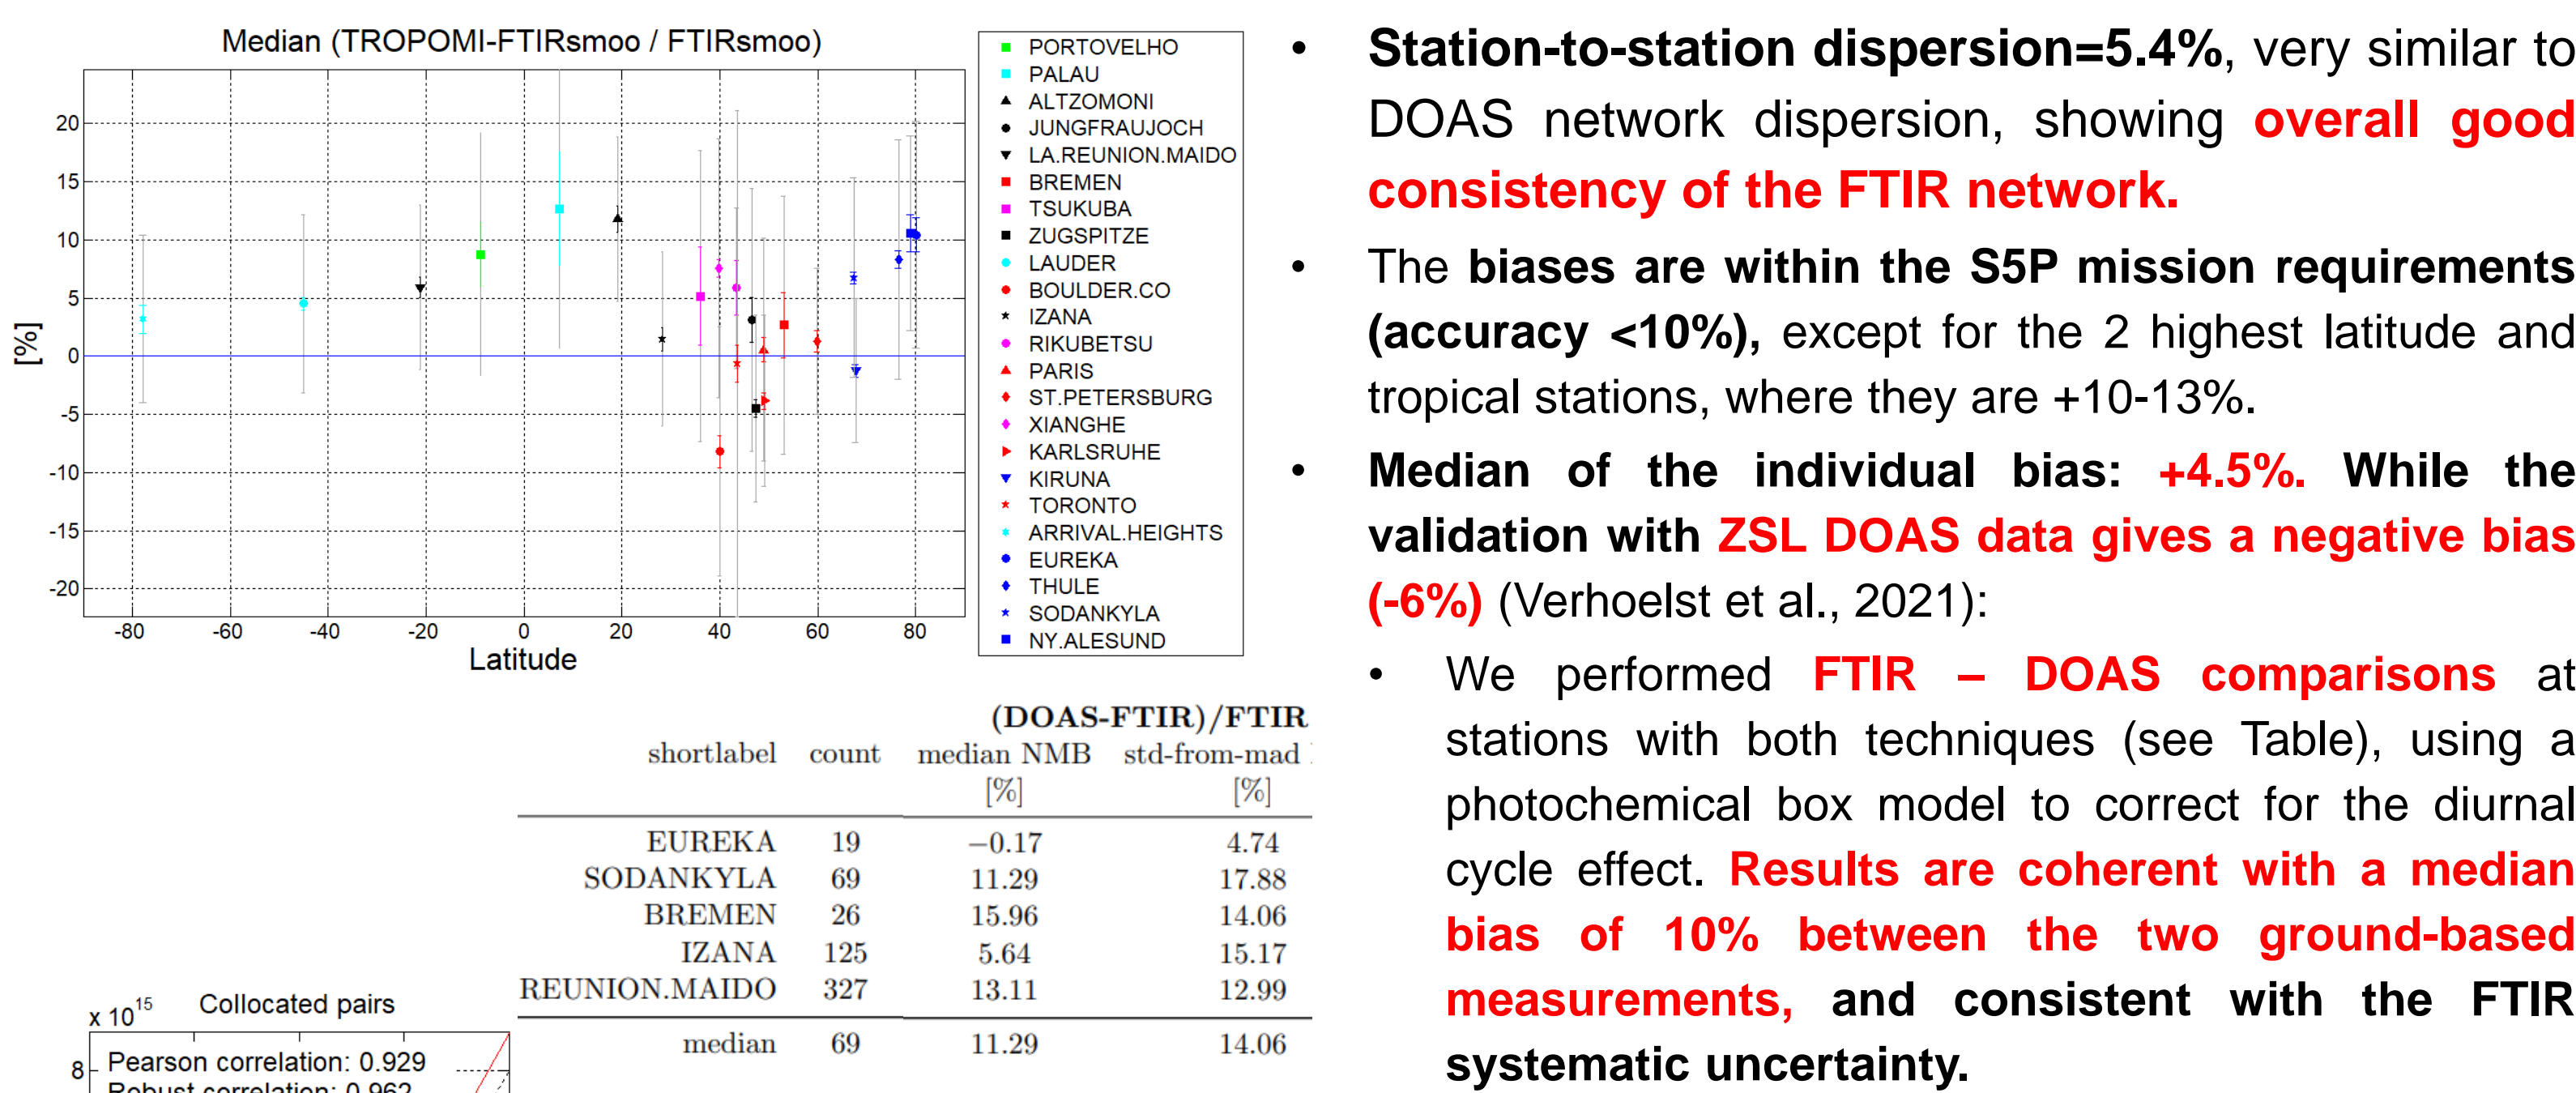 Median (TROPOMI-FTIRsmoo / FTIRsmoo)
[%]
20
15
10
5
0
-5
-10
-15
-20
-80 -60 -40 -20 0 20 40 60 80
Latitude
PORTOVELHO
PALAU
ALTZOMONI
JUNGFRAUJOCH
LA.REUNION.MAIDO
BREMEN
TSUKUBA
ZUGSPITZE
LAUDER
BOULDER.CO
IZANA
RIKUBETSU
PARIS
ST.PETERSBURG
XIANGHE
KARLSRUHE
KIRUNA
TORONTO
ARRIVAL.HEIGHTS
EUREKA
THULE
SODANKYLA
NY.ALESUND
(DOAS-FTIR)/FTIR
shortlabel count median NMB std-from-mad
[%] [%]
EUREKA 19 −0.17 4.74
SODANKYLA 69 11.29 17.88
BREMEN 26 15.96 14.06
IZANA 125 5.64 15.17
REUNION.MAIDO 327 13.11 12.99
median 69 11.29 14.06
x 10^15 Collocated pairs
8
Pearson correlation: 0.929
Robust correlation: 0.962
• Station-to-station dispersion=5.4%, very similar to
DOAS network dispersion, showing overall good
consistency of the FTIR network.
• The biases are within the S5P mission requirements
(accuracy <10%), except for the 2 highest latitude and
tropical stations, where they are +10-13%.
• Median of the individual bias: +4.5%. While the
validation with ZSL DOAS data gives a negative bias
(-6%) (Verhoelst et al., 2021):
• We performed FTIR – DOAS comparisons at
stations with both techniques (see Table), using a
photochemical box model to correct for the diurnal
cycle effect. Results are coherent with a median
bias of 10% between the two ground-based
measurements, and consistent with the FTIR
systematic uncertainty.